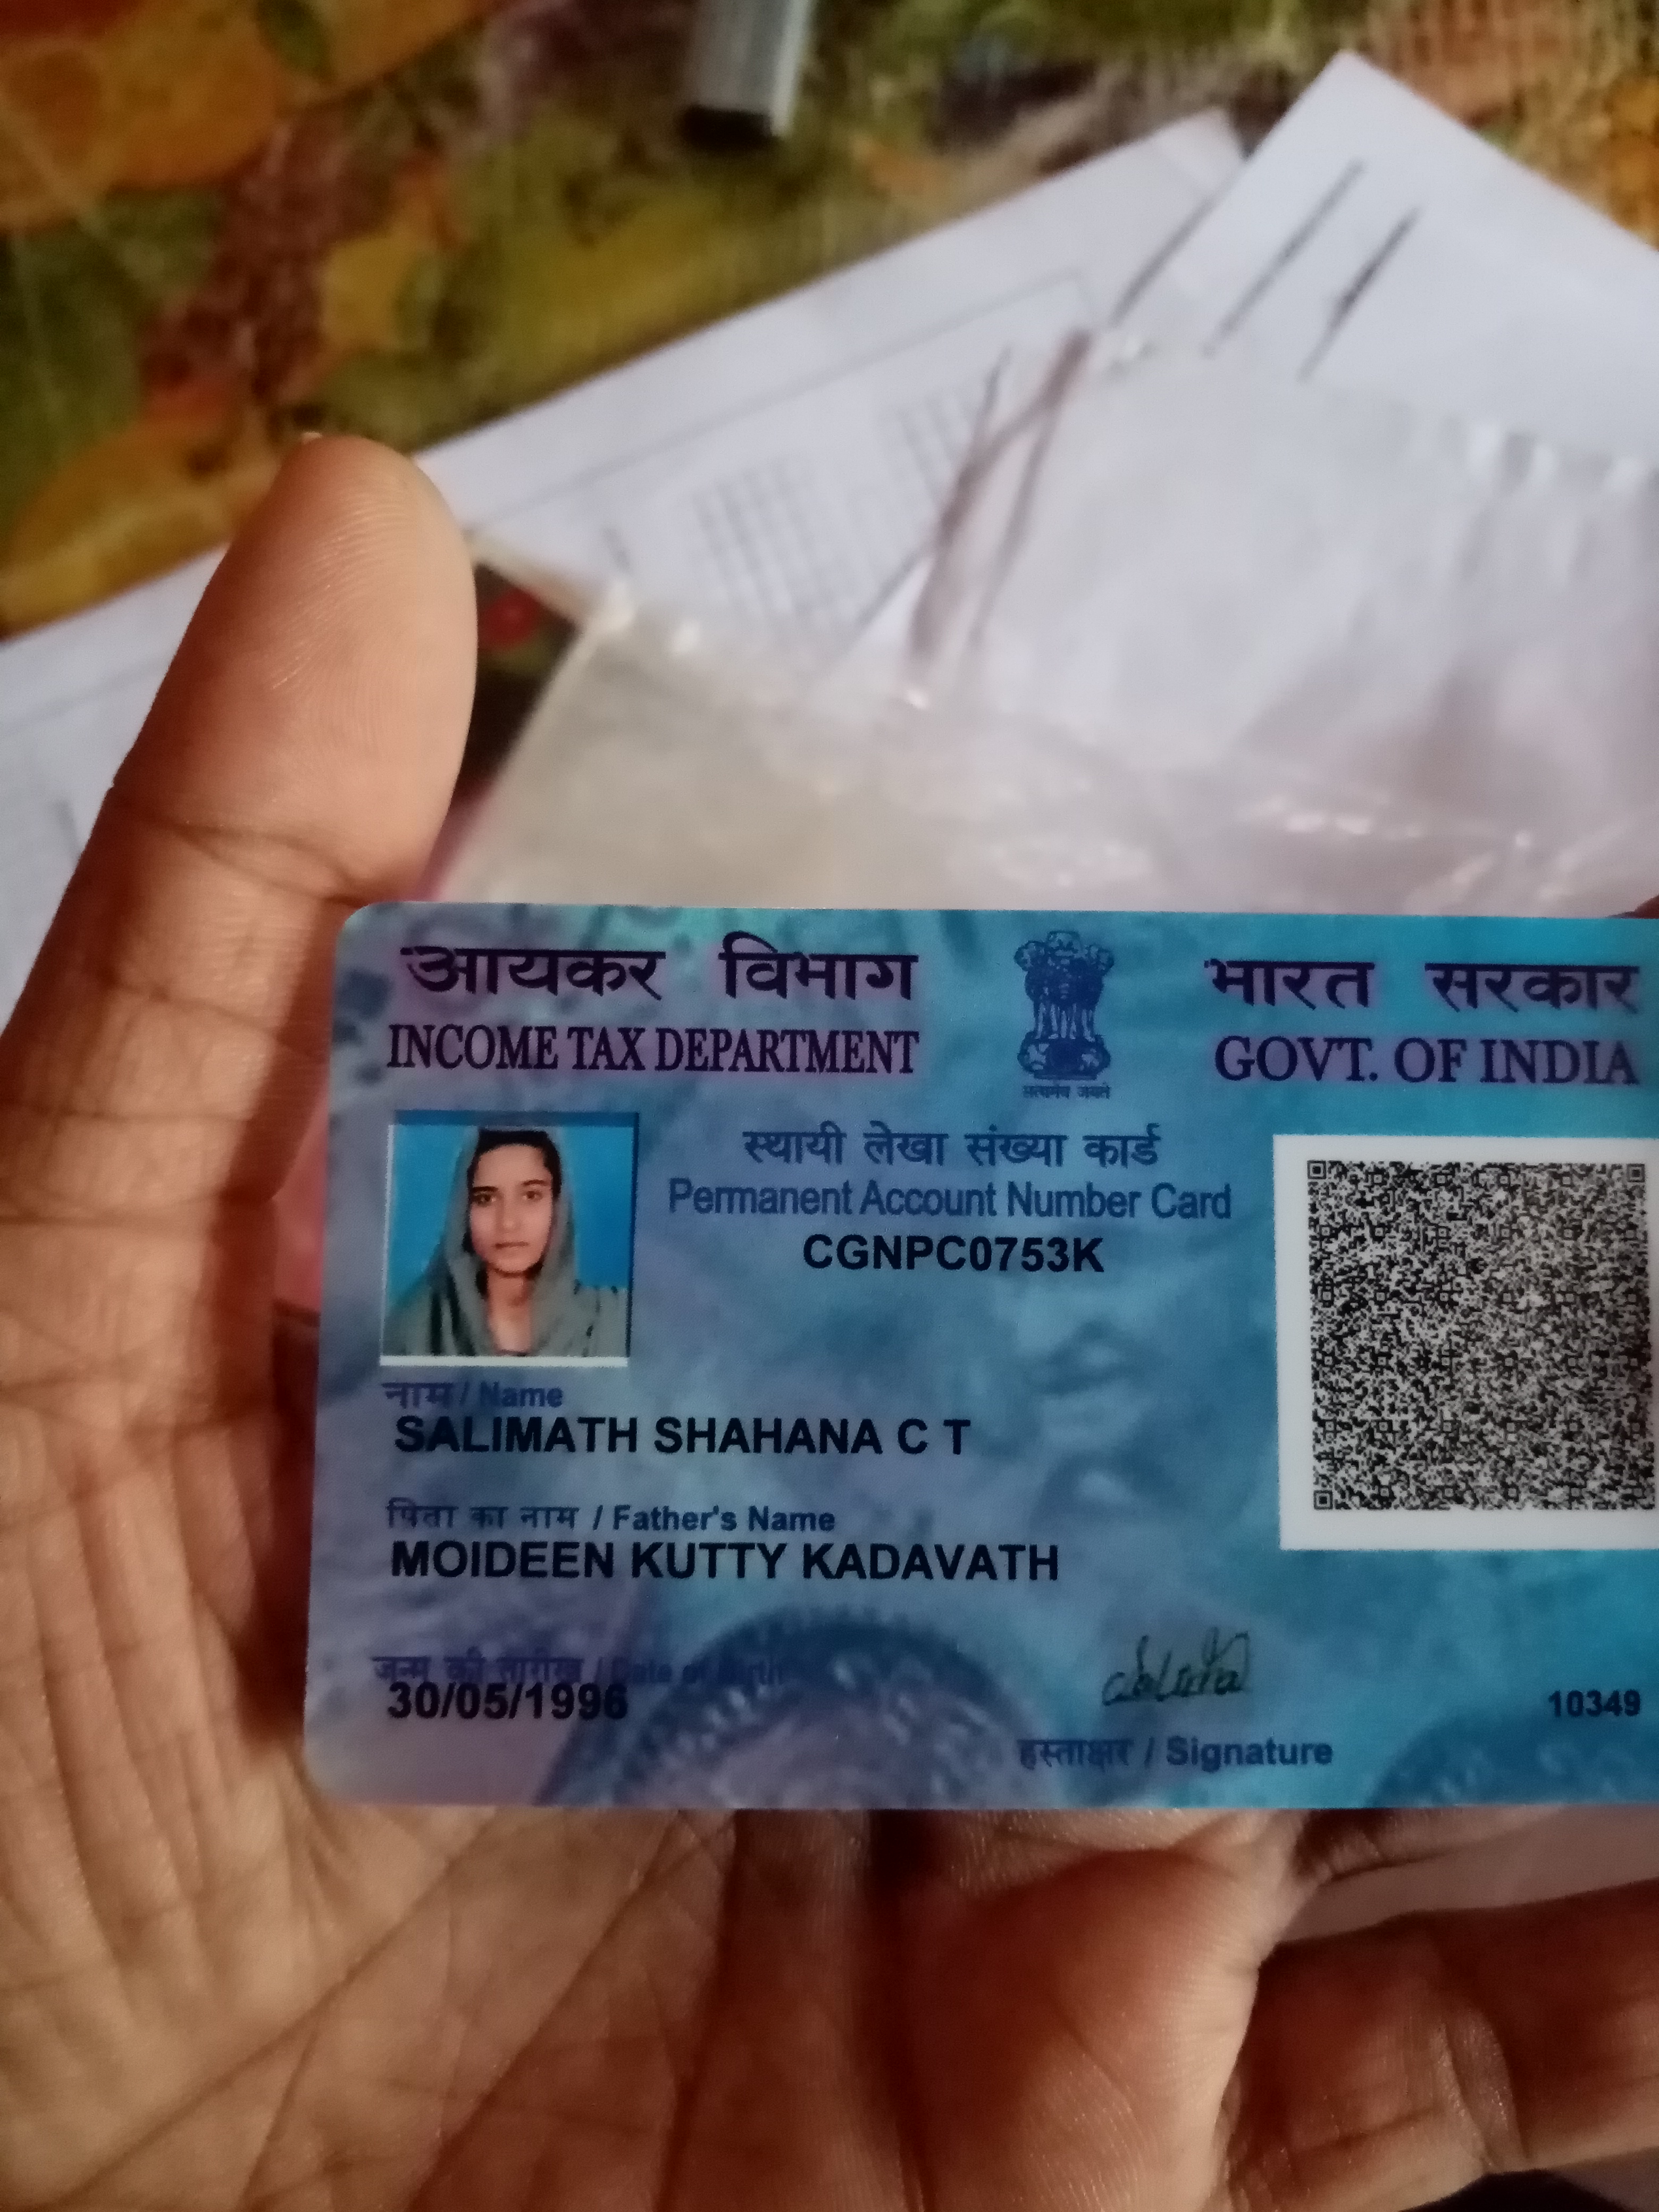 आयकर विभाग
INCOME TAX DEPARTMENT
सत्यमेव जयते
भारत सरकार
GOVT. OF INDIA
स्थायी लेखा संख्या कार्ड
Permanent Account Number Card
CGNPC0753K
नाम / Name
SALIMATH SHAHANA C T
पिता का नाम / Father's Name
MOIDEEN KUTTY KADAVATH
जन्म की तारीख / Date of Birth
30/05/1996
हस्ताक्षर / Signature
10349